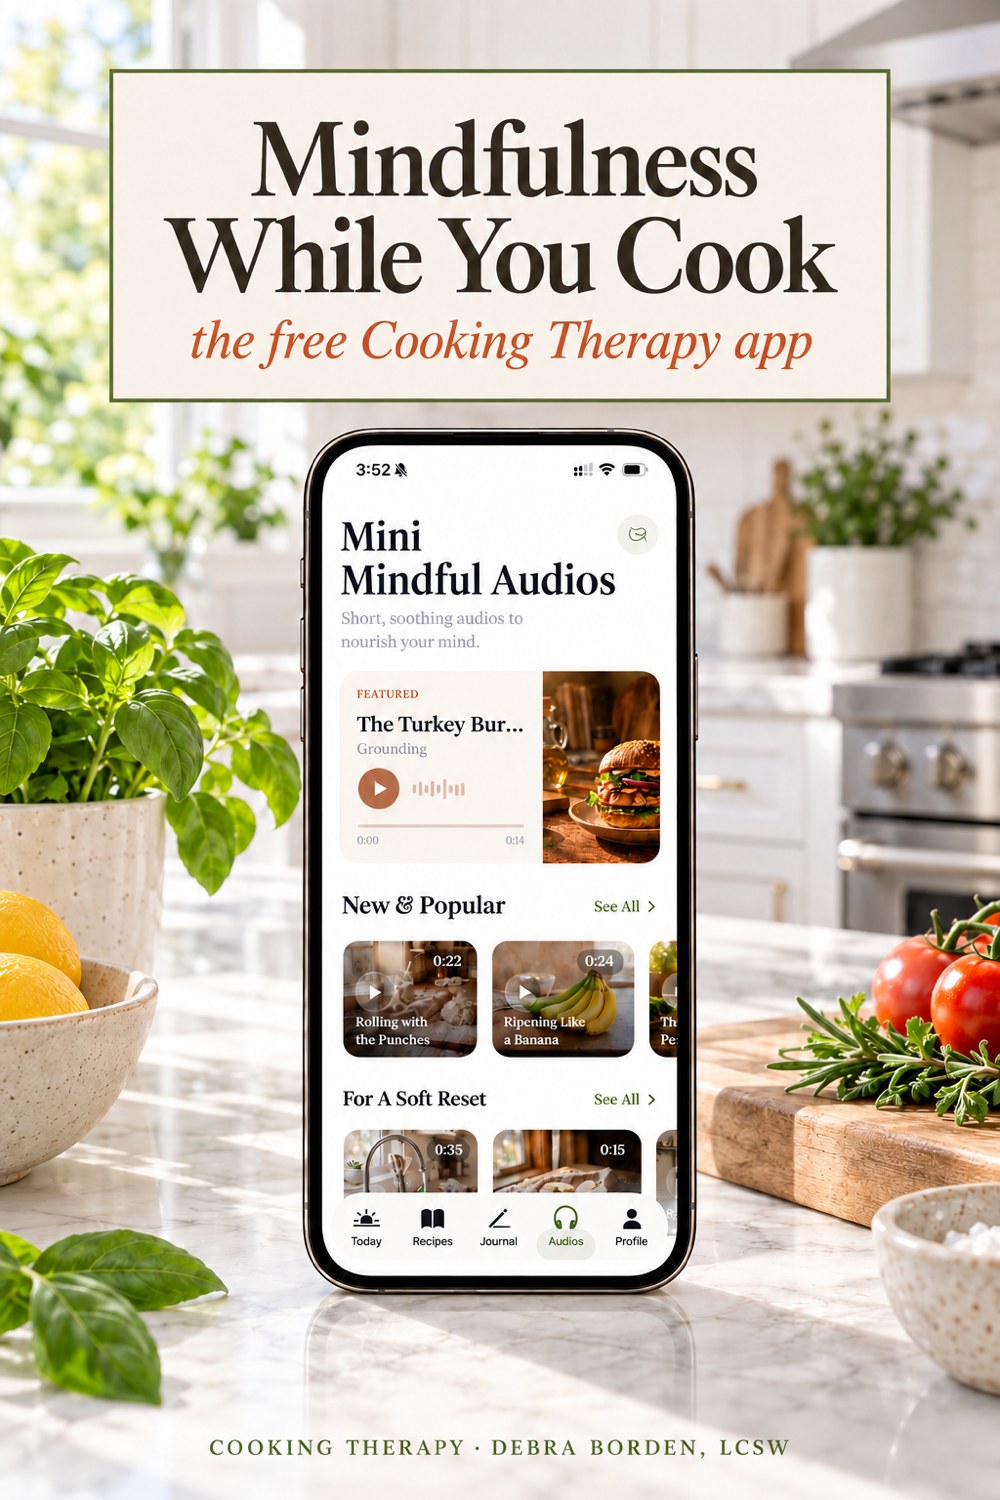 Mindfulness
While You Cook
the free Cooking Therapy app
3:52
Mini
Mindful Audios
Short, soothing audios to
nourish your mind.
FEATURED
The Turkey Bur...
Grounding
0:00 0:14
New & Popular See All >
0:22
Rolling with
the Punches
0:24
Ripening Like
a Banana
Th
Pe
For A Soft Reset See All >
0:35
0:15
Today Recipes Journal Audios Profile
COOKING THERAPY · DEBRA BORDEN, LCSW